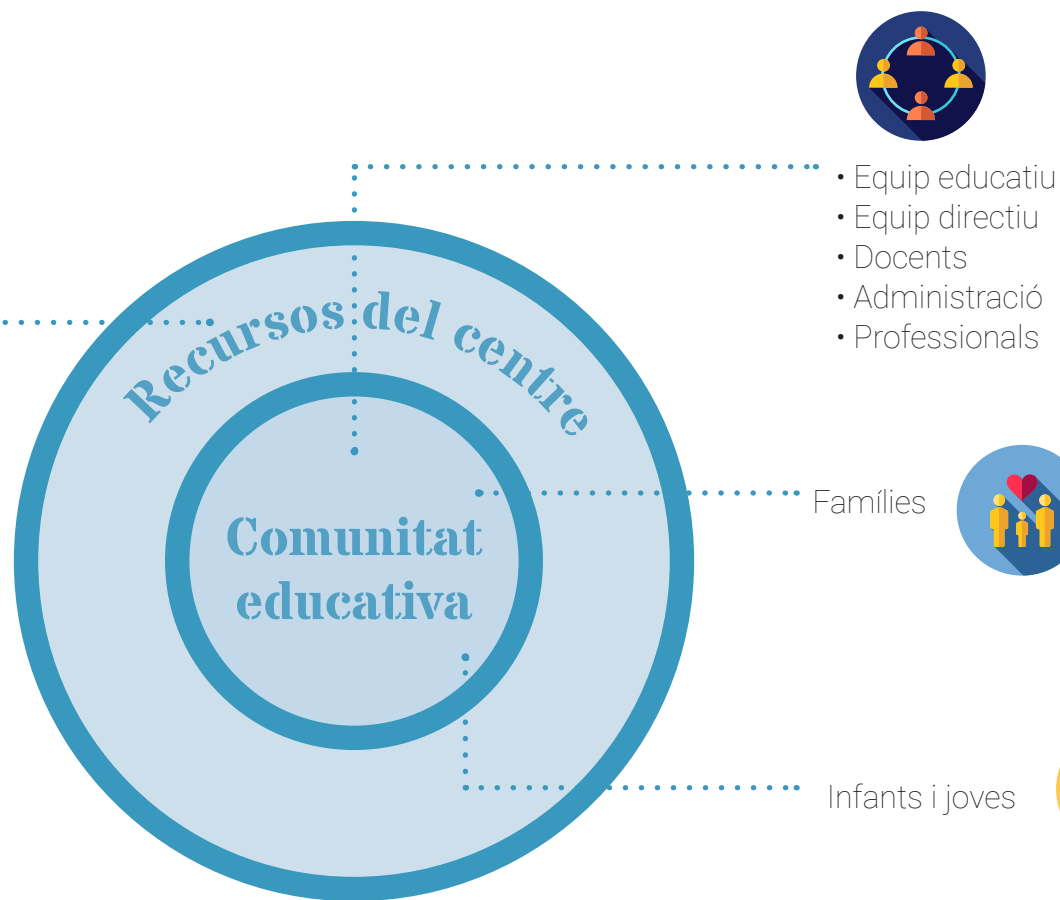 • Equip educatiu
• Equip directiu
• Docents
• Administració
• Professionals
Recursos del centre
Famílies
Comunitat
educativa
Infants i joves